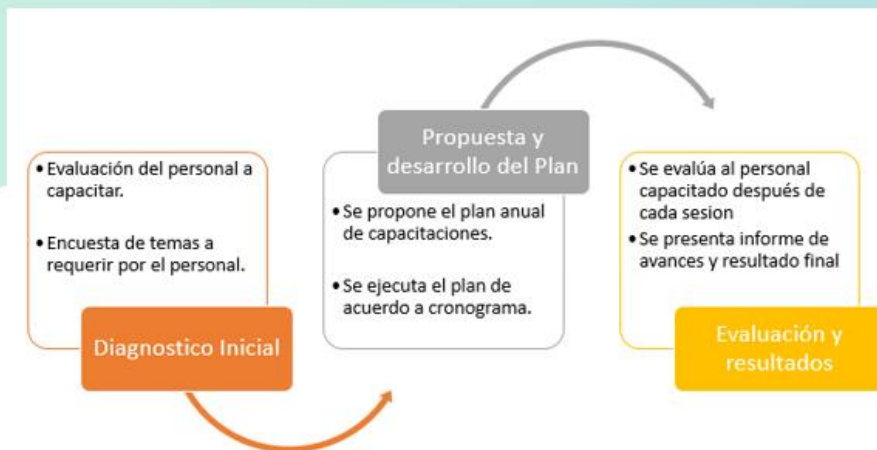 • Evaluación del personal a
capacitar.
• Encuesta de temas a
requerir por el personal.
Diagnostico Inicial
Propuesta y
desarrollo del Plan
• Se propone el plan anual
de capacitaciones.
• Se ejecuta el plan de
acuerdo a cronograma.
• Se evalúa al personal
capacitado después de
cada sesion
• Se presenta informe de
avances y resultado final
Evaluación y
resultados